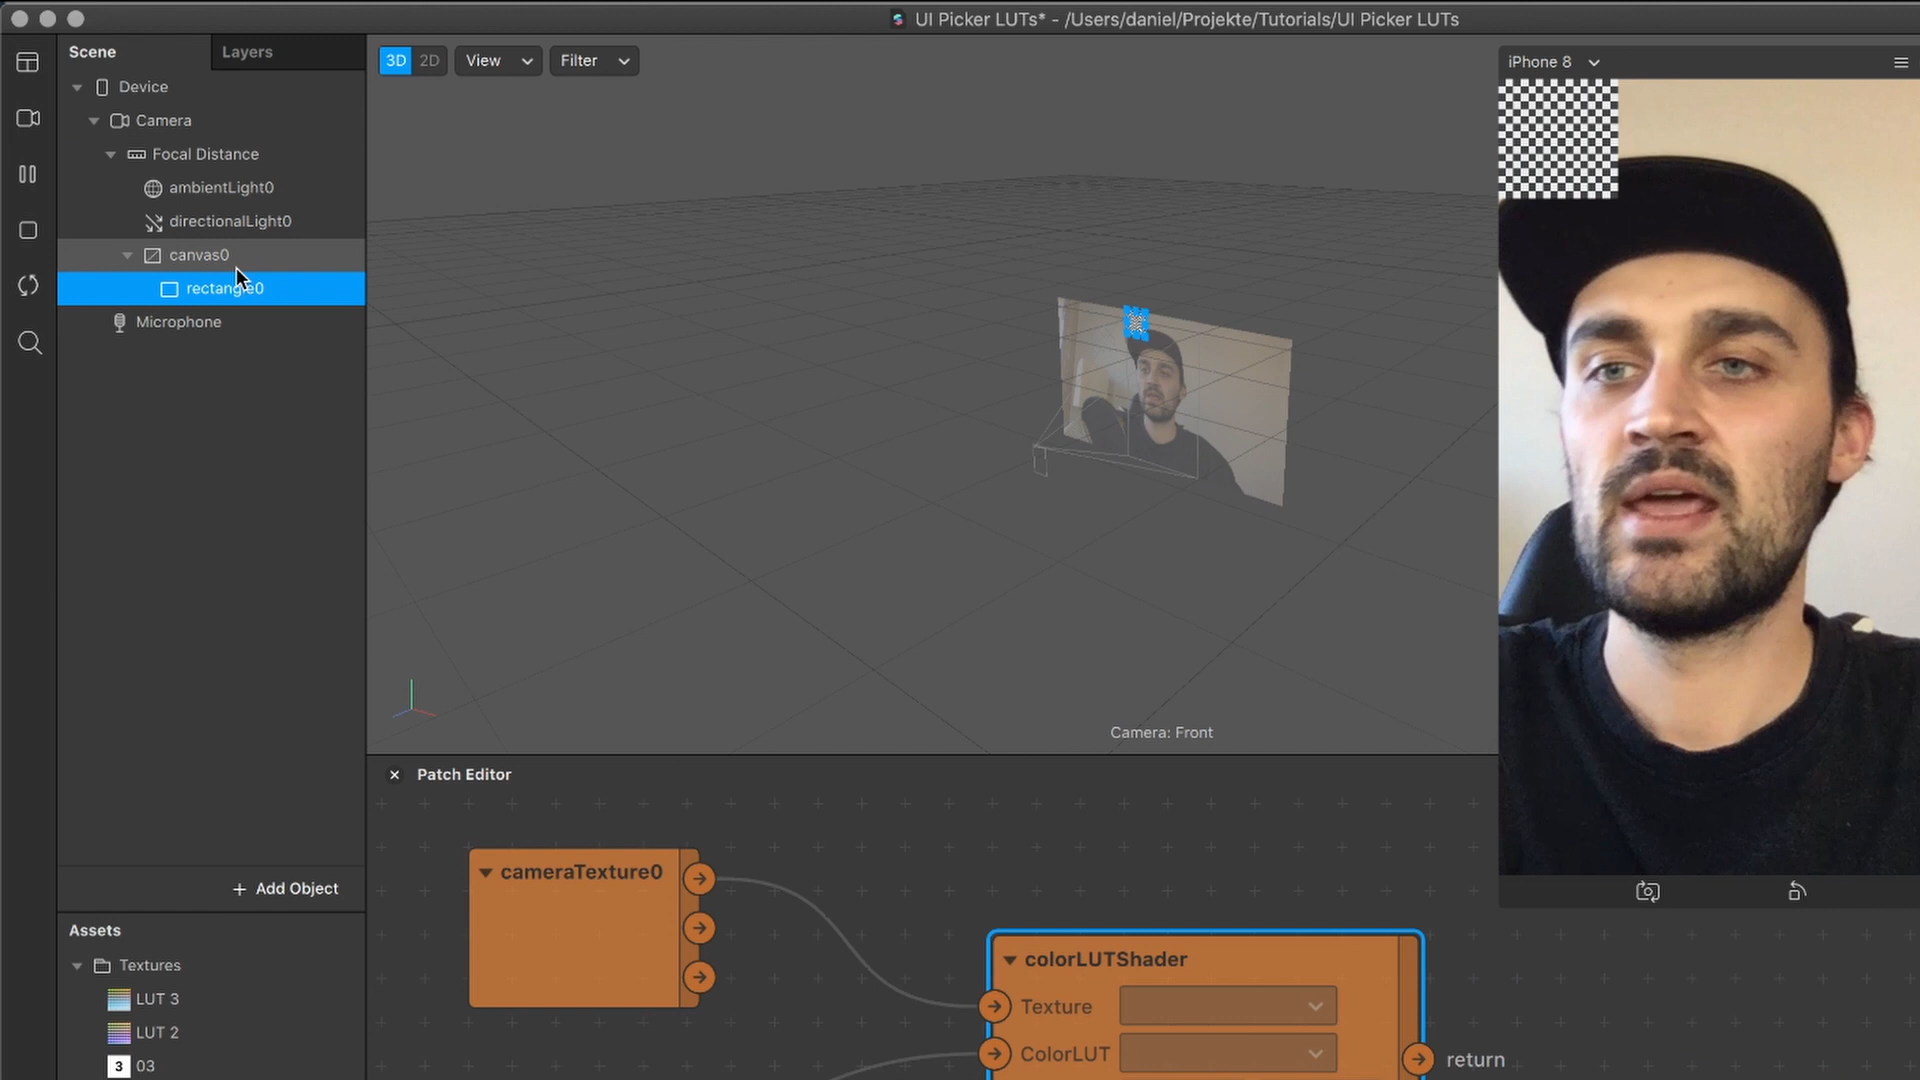 UI Picker LUTs* - /Users/daniel/Projekte/Tutorials/UI Picker LUTs
Scene
Layers
3D
2D
View
Filter
iPhone 8
Device
Camera
Focal Distance
ambientLight0
directionalLight0
canvas0
rectangle0
Microphone
Camera: Front
× Patch Editor
cameraTexture0
+ Add Object
Assets
colorLUTShader
Textures
LUT 3
Texture
LUT 2
ColorLUT
return
3 03